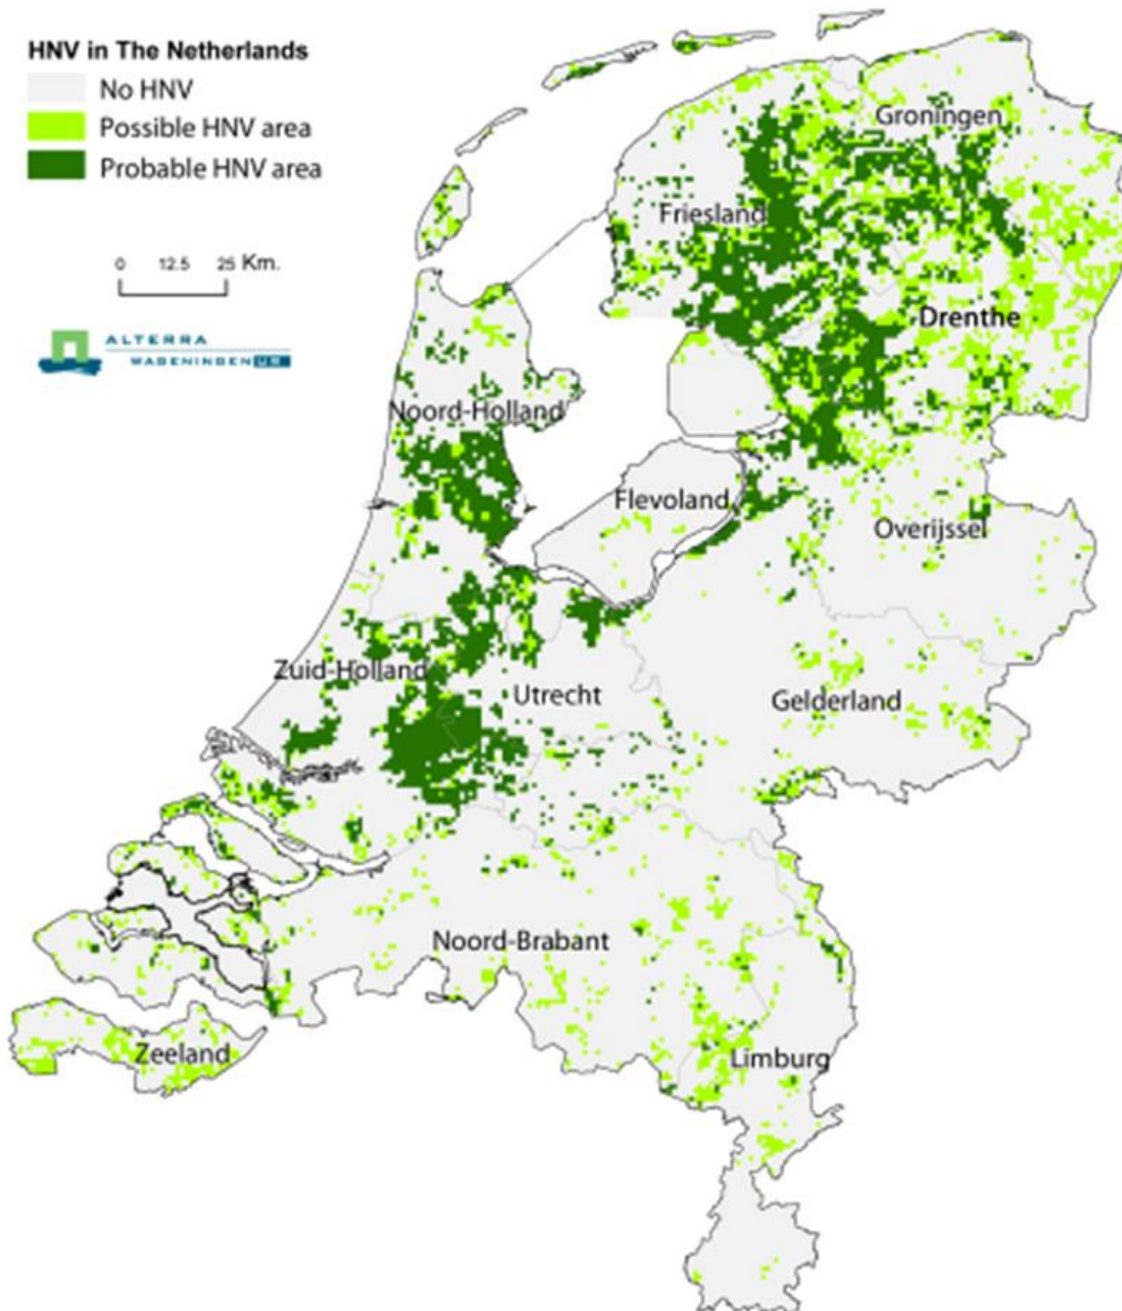 HNV in The Netherlands
No HNV
Possible HNV area
Probable HNV area
0 12.5 25 Km.
ALTERRA
WAGENINGEN UR
Groningen
Friesland
Drenthe
Noord-Holland
Flevoland
Overijssel
Zuid-Holland
Utrecht
Gelderland
Noord-Brabant
Zeeland
Limburg